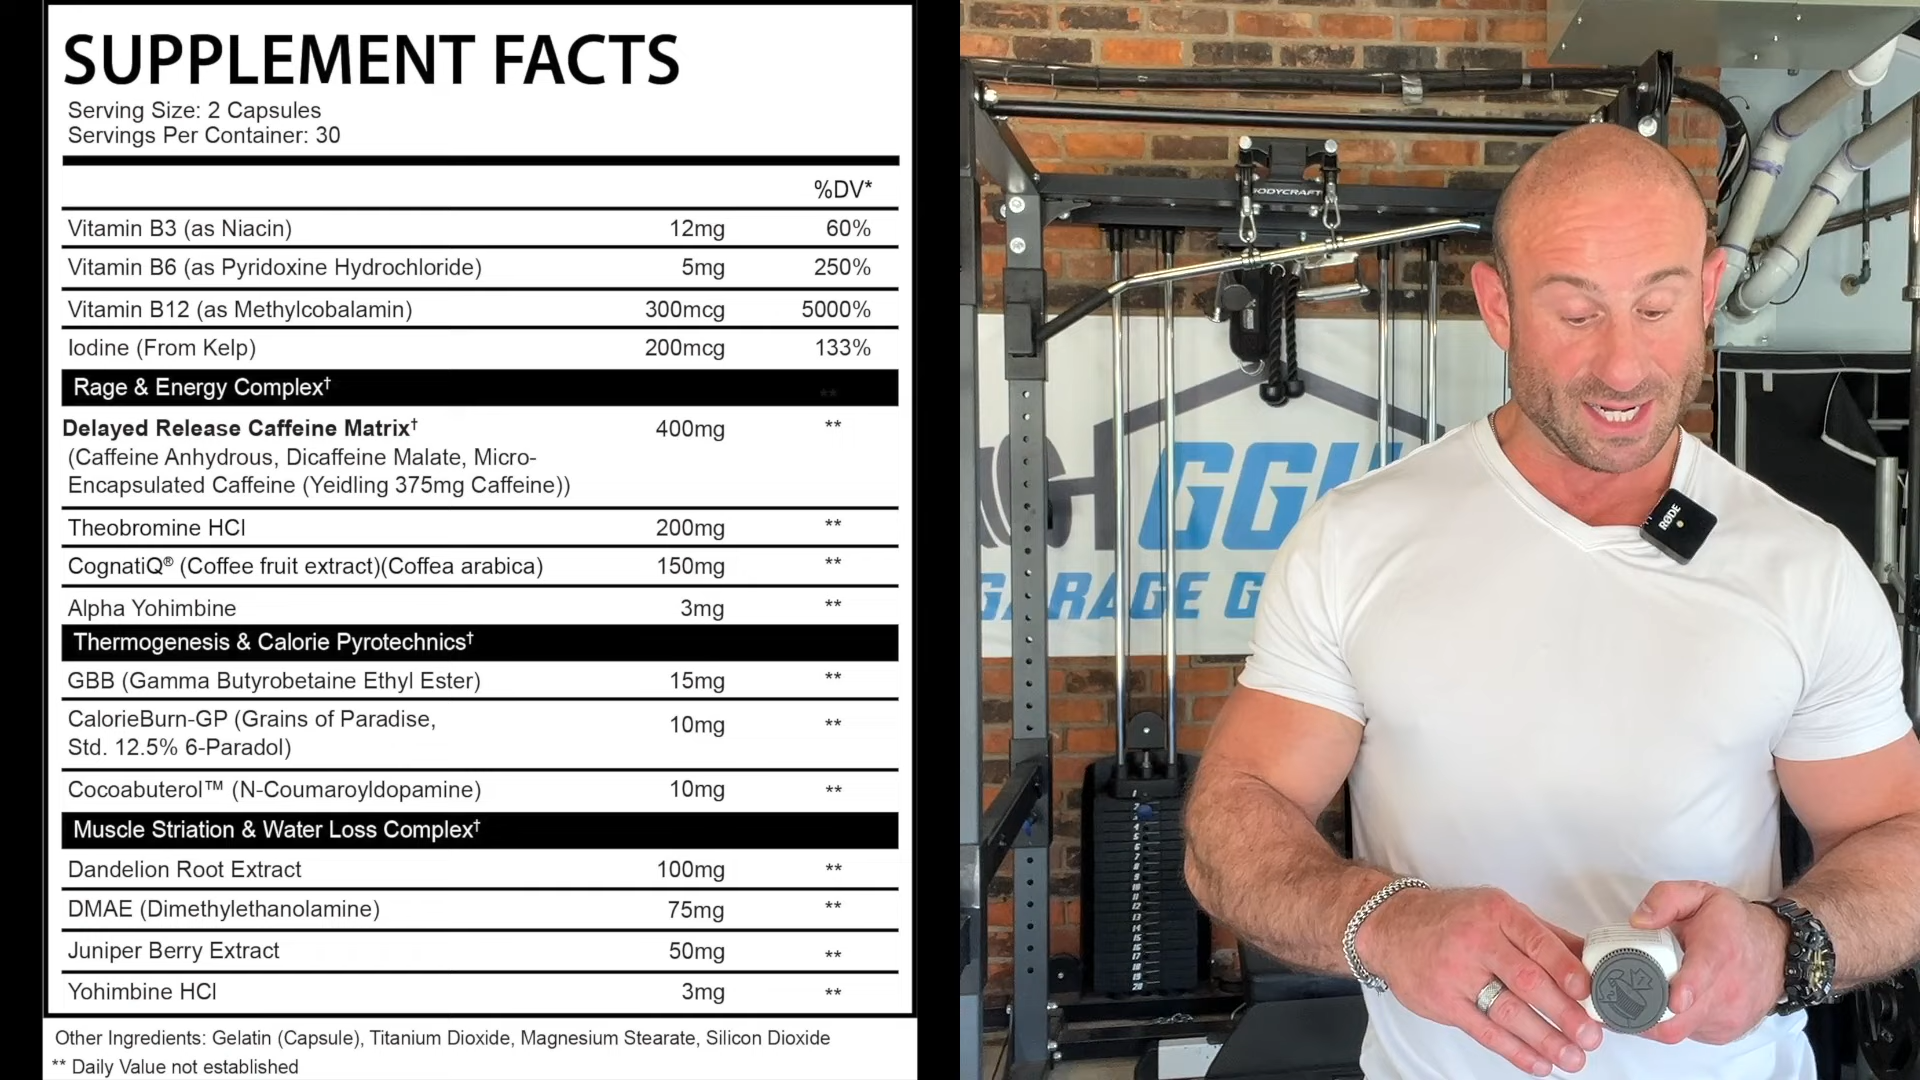 SUPPLEMENT FACTS
Serving Size: 2 Capsules
Servings Per Container: 30
%DV*
Vitamin B3 (as Niacin) 12mg 60%
Vitamin B6 (as Pyridoxine Hydrochloride) 5mg 250%
Vitamin B12 (as Methylcobalamin) 300mcg 5000%
Iodine (From Kelp) 200mcg 133%
Rage & Energy Complex† **
Delayed Release Caffeine Matrix† 400mg **
(Caffeine Anhydrous, Dicaffeine Malate, Micro-
Encapsulated Caffeine (Yeidling 375mg Caffeine))
Theobromine HCl 200mg **
CognatiQ® (Coffee fruit extract)(Coffea arabica) 150mg **
Alpha Yohimbine 3mg **
Thermogenesis & Calorie Pyrotechnics†
GBB (Gamma Butyrobetaine Ethyl Ester) 15mg **
CalorieBurn-GP (Grains of Paradise, 10mg **
Std. 12.5% 6-Paradol)
Cocoabuterol™ (N-Coumaroyldopamine) 10mg **
Muscle Striation & Water Loss Complex†
Dandelion Root Extract 100mg **
DMAE (Dimethylethanolamine) 75mg **
Juniper Berry Extract 50mg **
Yohimbine HCl 3mg **
Other Ingredients: Gelatin (Capsule), Titanium Dioxide, Magnesium Stearate, Silicon Dioxide
** Daily Value not established
BODYCRAFT
GGH
GARAGE G
RØDE